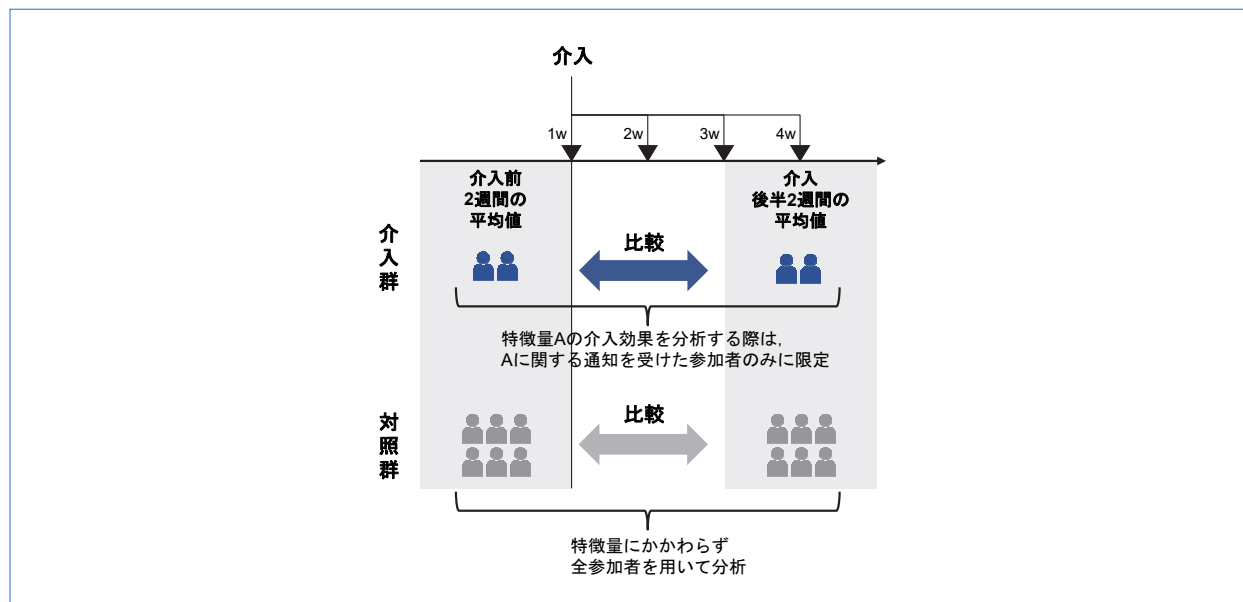 介入
1w 2w 3w 4w
介入前
2週間の
平均値
介入
後半2週間の
平均値
介入群
比較
特徴量Aの介入効果を分析する際は,
Aに関する通知を受けた参加者のみに限定
対照群
比較
特徴量にかかわらず
全参加者を用いて分析